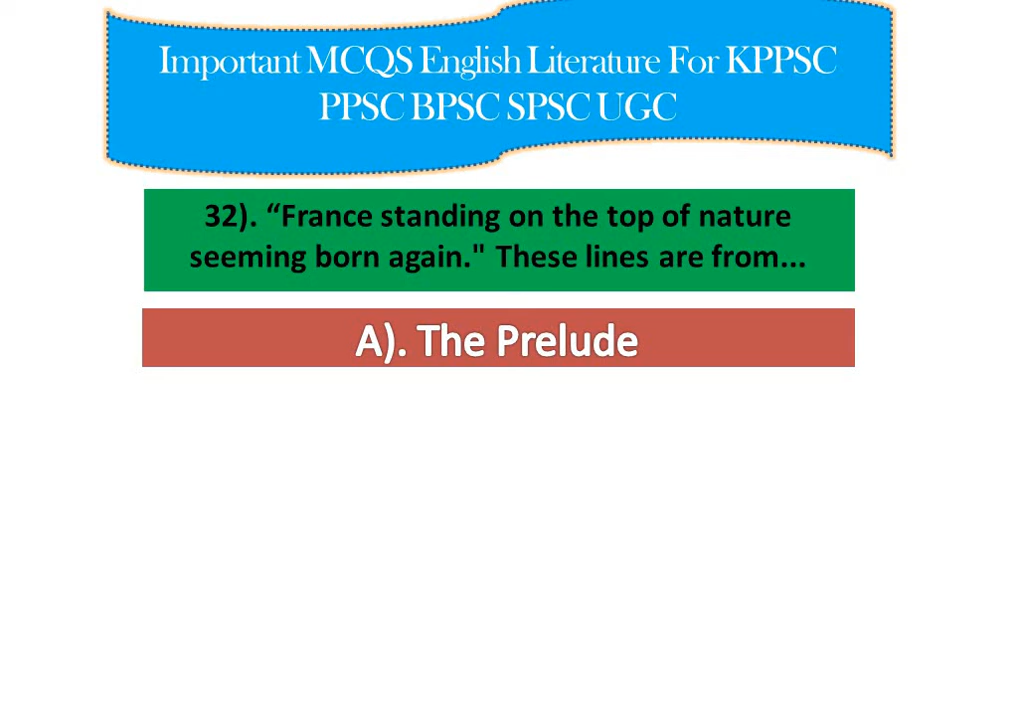 Important MCQS English Literature For KPPSC
PPSC BPSC SPSC UGC
32). “France standing on the top of nature
seeming born again." These lines are from...
A). The Prelude